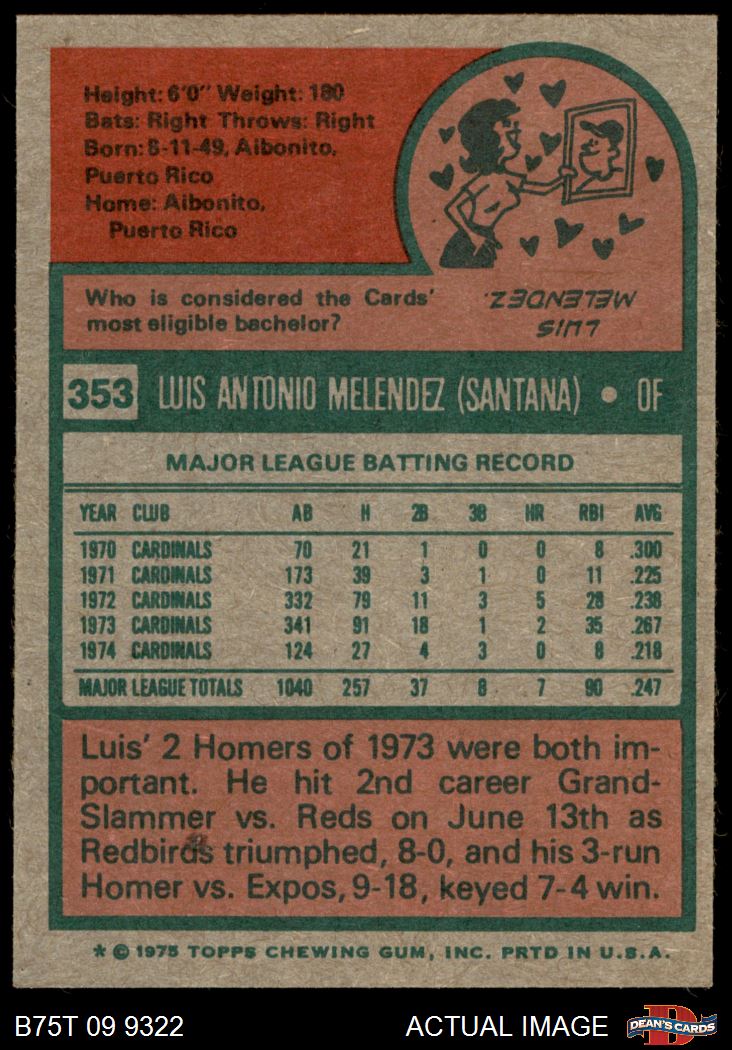 Height: 6'0" Weight: 180
Bats: Right Throws: Right
Born: 8-11-49, Aibonito,
Puerto Rico
Home: Aibonito,
Puerto Rico
Who is considered the Cards'
most eligible bachelor?
LUIS
MELENDEZ.
353 LUIS ANTONIO MELENDEZ (SANTANA) • OF
MAJOR LEAGUE BATTING RECORD
YEAR CLUB AB H 2B 3B HR RBI AVG
1970 CARDINALS 70 21 1 0 0 8 .300
1971 CARDINALS 173 39 3 1 0 11 .225
1972 CARDINALS 332 79 11 3 5 28 .238
1973 CARDINALS 341 91 18 1 2 35 .267
1974 CARDINALS 124 27 4 3 0 8 .218
MAJOR LEAGUE TOTALS 1040 257 37 8 7 90 .247
Luis' 2 Homers of 1973 were both im-
portant. He hit 2nd career Grand-
Slammer vs. Reds on June 13th as
Redbirds triumphed, 8-0, and his 3-run
Homer vs. Expos, 9-18, keyed 7-4 win.
* © 1975 TOPPS CHEWING GUM, INC. PRTD IN U.S.A.
B75T 09 9322 ACTUAL IMAGE
DEAN'S CARDS